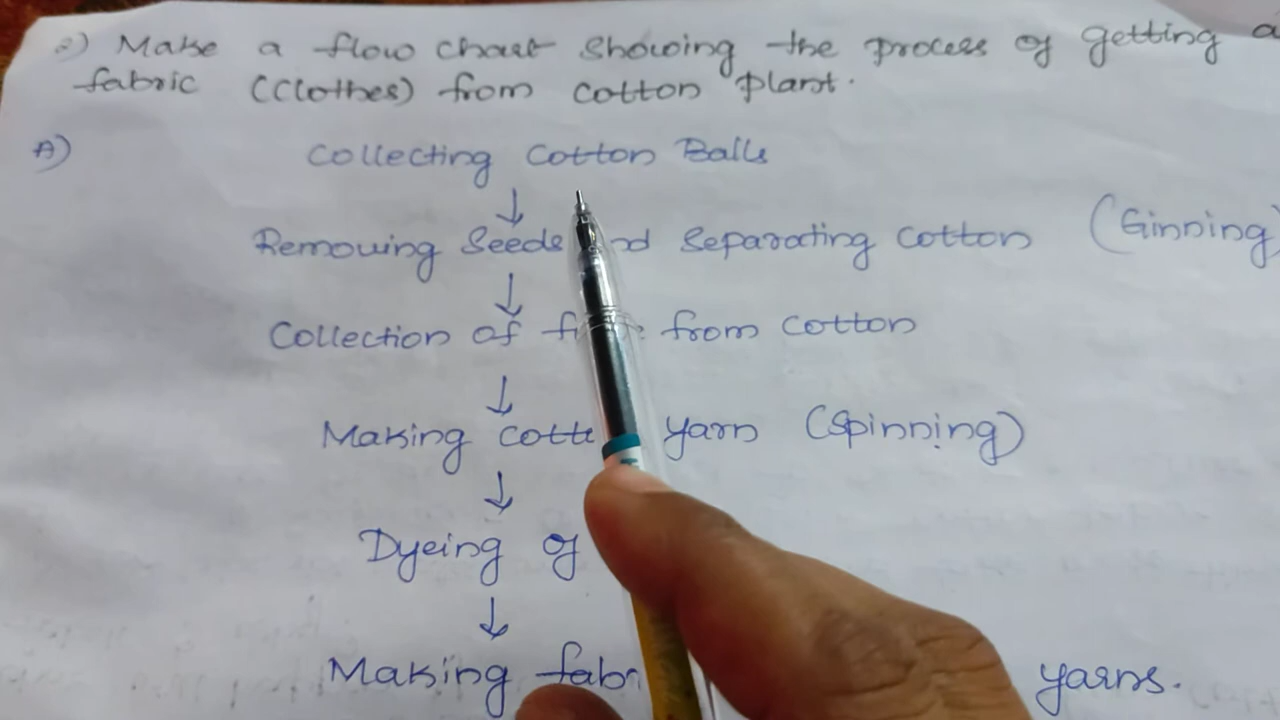 2) Make a flow chart showing the process of getting a
fabric (Clothes) from cotton plant.
A) Collecting Cotton Balls
↓
Removing Seeds and Separating Cotton (Ginning)
↓
Collection of from cotton
↓
Making cotton yarn (Spinning)
↓
Dyeing of
↓
Making yarns.